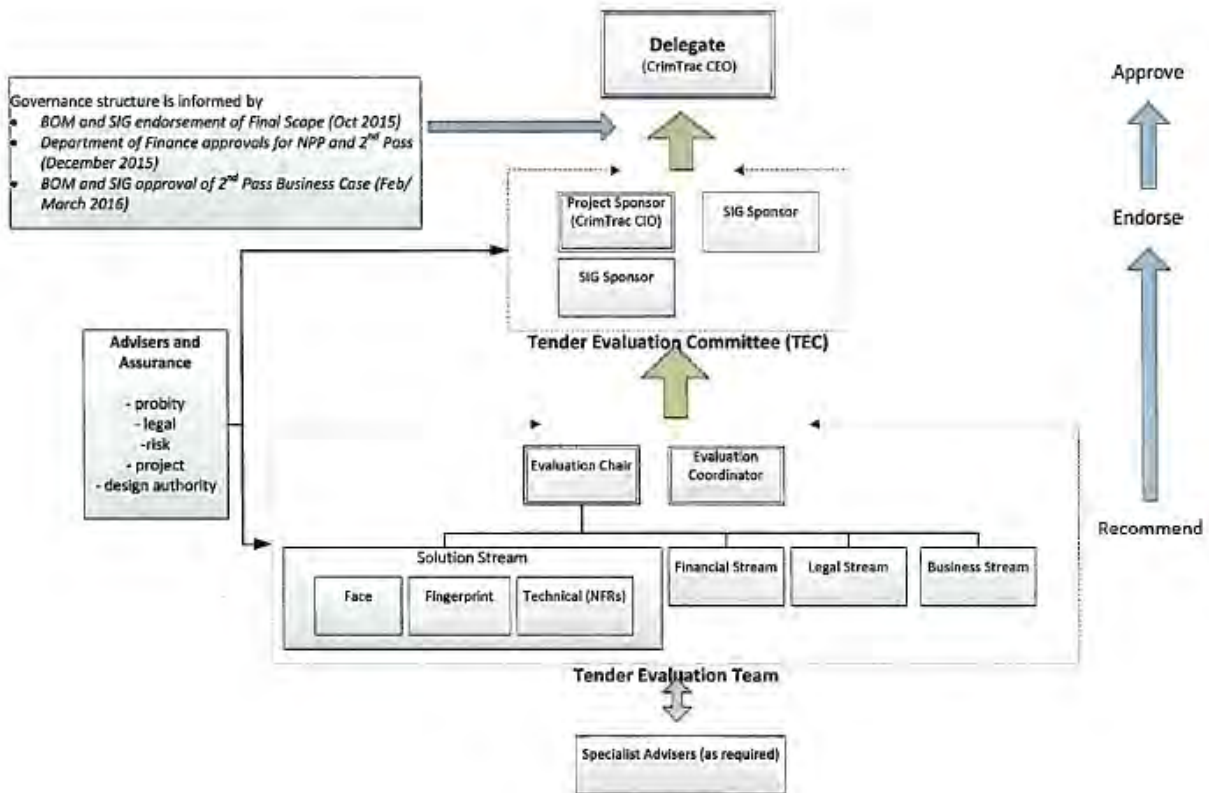 Delegate
(CrimTrac CEO)
Approve
Governance structure is informed by
• BOM and SIG endorsement of Final Scope (Oct 2015)
• Department of Finance approvals for NPP and 2nd Pass
(December 2015)
• BOM and SIG approval of 2nd Pass Business Case (Feb/
March 2016)
Project Sponsor
(CrimTrac CIO)
SIG Sponsor
Endorse
SIG Sponsor
Tender Evaluation Committee (TEC)
Advisers and
Assurance
- probity
- legal
-risk
- project
- design authority
Evaluation Chair
Evaluation
Coordinator
Recommend
Solution Stream
Face
Fingerprint
Technical (NFRs)
Financial Stream
Legal Stream
Business Stream
Tender Evaluation Team
Specialist Advisers (as required)